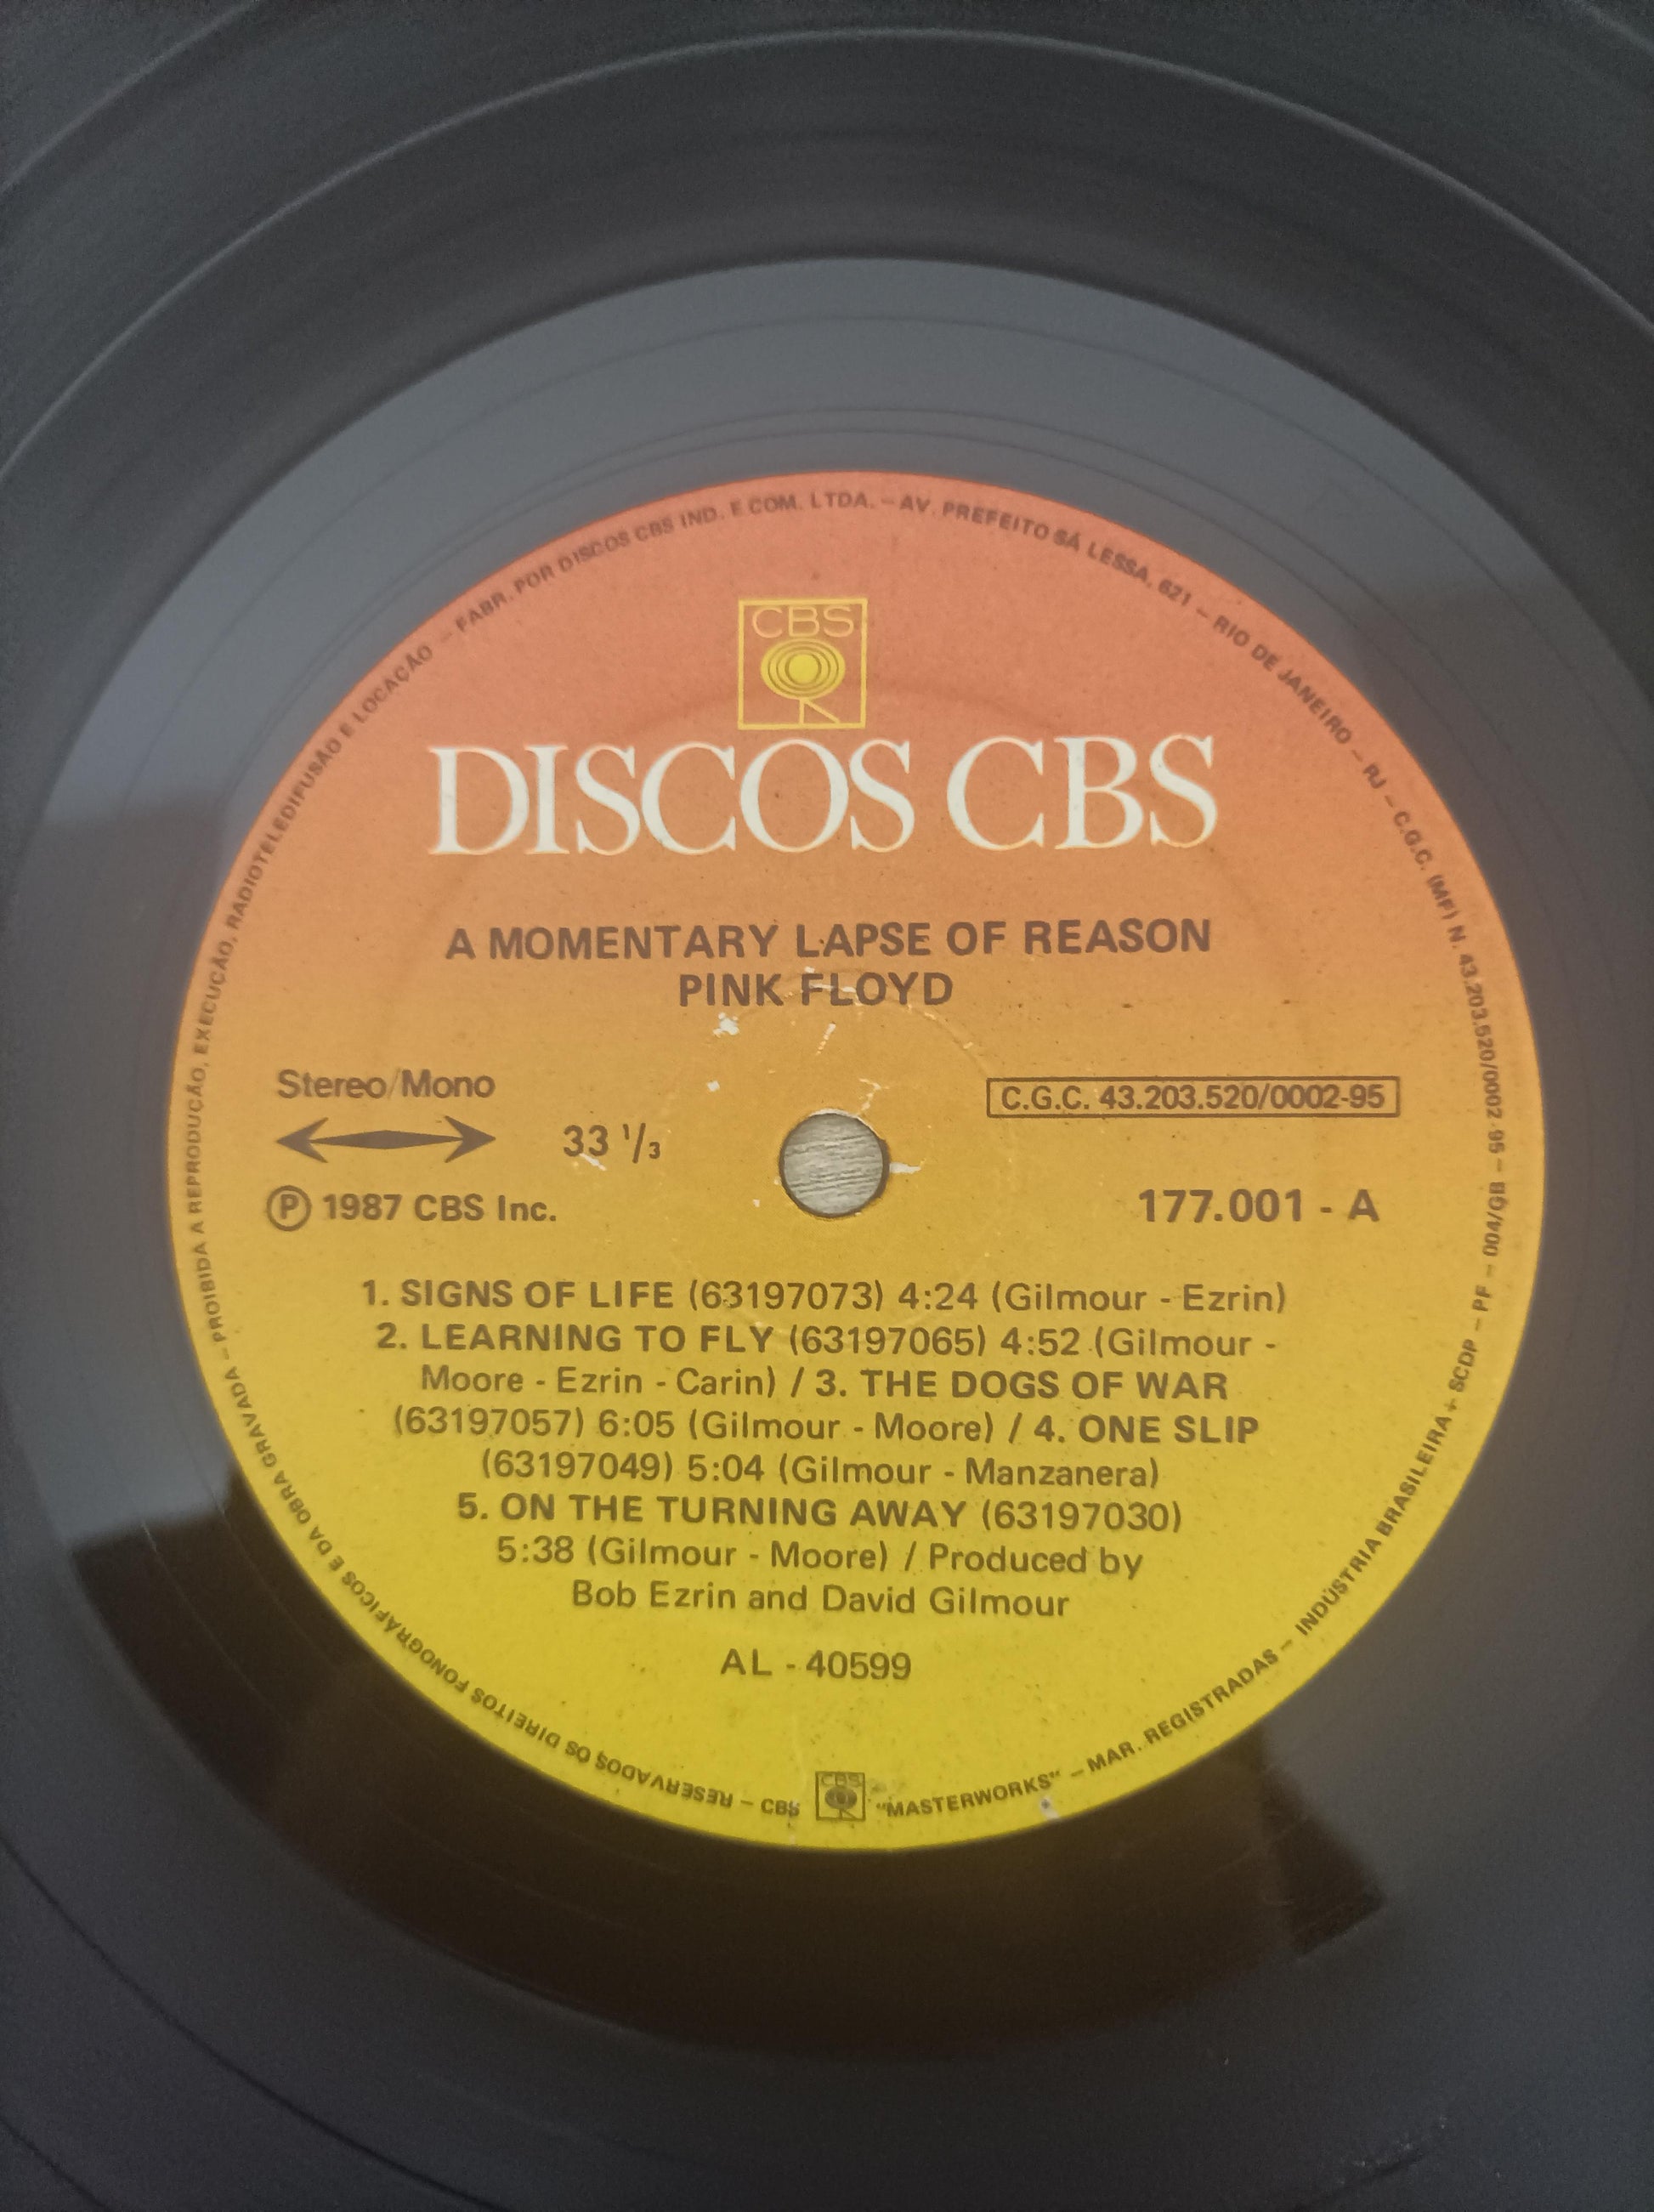 CBS
DISCOS CBS
A MOMENTARY LAPSE OF REASON
PINK FLOYD
Stereo/Mono
33 1/3
C.G.C. 43.203.520/0002-95
Ⓟ 1987 CBS Inc.
177.001 - A
1. SIGNS OF LIFE (63197073) 4:24 (Gilmour - Ezrin)
2. LEARNING TO FLY (63197065) 4:52 (Gilmour -
Moore - Ezrin - Carin) / 3. THE DOGS OF WAR
(63197057) 6:05 (Gilmour - Moore) / 4. ONE SLIP
(63197049) 5:04 (Gilmour - Manzanera)
5. ON THE TURNING AWAY (63197030)
5:38 (Gilmour - Moore) / Produced by
Bob Ezrin and David Gilmour
AL - 40599
RESERVADOS OS DIREITOS FONOGRÁFICOS E DA OBRA GRAVADA – PROIBIDA A REPRODUÇÃO, EXECUÇÃO, RADIOTELEDIFUSÃO E LOCAÇÃO – FABR. POR DISCOS CBS IND. E COM. LTDA. – AV. PREFEITO SÁ LESSA, 621 – RIO DE JANEIRO – RJ – C.G.C. (MF) N. 43.203.520/0002-95 – BG/004 – PF – SCDP – INDÚSTRIA BRASILEIRA – MAR. REGISTRADAS – "MASTERWORKS" CBS CBS –